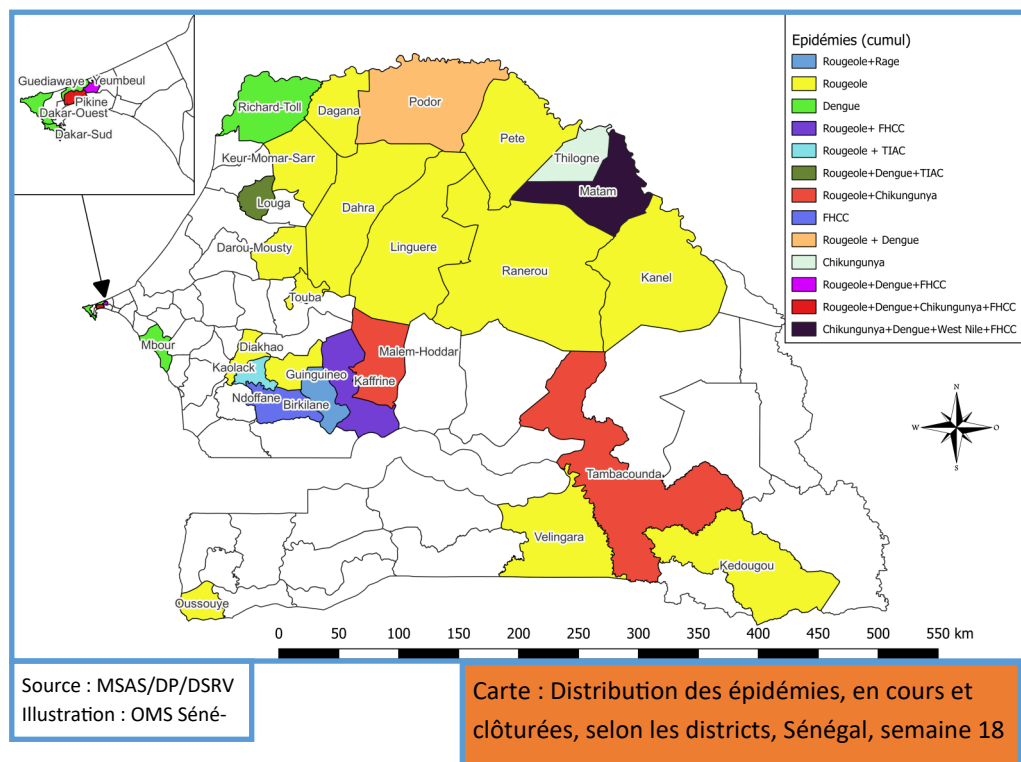 Guediawaye
Yeumbeul
Pikine
Dakar-Ouest
Dakar-Sud
Richard-Toll
Dagana
Podor
Pete
Thilogne
Matam
Keur-Momar-Sarr
Louga
Dahra
Linguere
Darou-Mousty
Ranerou
Kanel
Touba
Mbour
Diakhao
Malem-Hoddar
Kaolack
Guinguineo
Kaffrine
Ndoffane
Birkilane
Tambacounda
Velingara
Kedougou
Oussouye
Epidémies (cumul)
Rougeole+Rage
Rougeole
Dengue
Rougeole+ FHCC
Rougeole + TIAC
Rougeole+Dengue+TIAC
Rougeole+Chikungunya
FHCC
Rougeole + Dengue
Chikungunya
Rougeole+Dengue+FHCC
Rougeole+Dengue+Chikungunya+FHCC
Chikungunya+Dengue+West Nile+FHCC
N
W O
S
0 50 100 150 200 250 300 350 400 450 500 550 km
Source : MSAS/DP/DSRV
Illustration : OMS Séné-
Carte : Distribution des épidémies, en cours et
clôturées, selon les districts, Sénégal, semaine 18